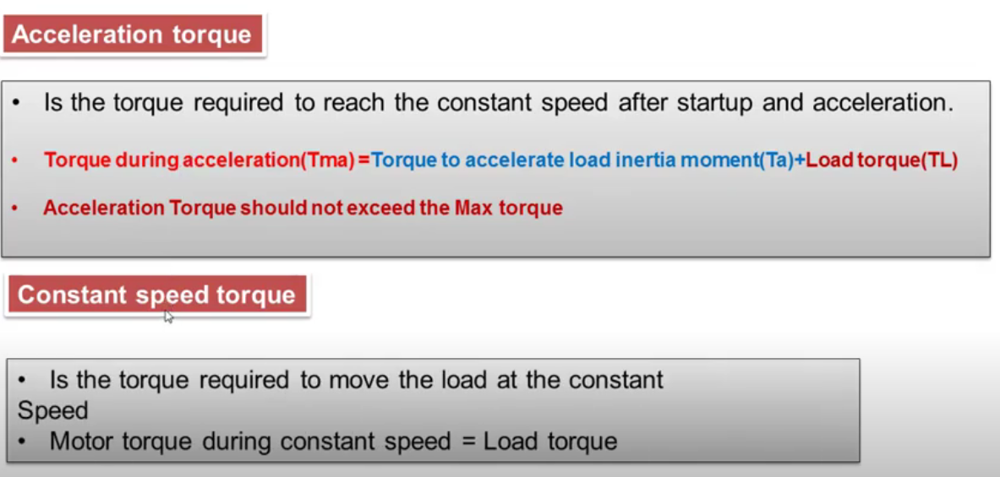 Acceleration torque
• Is the torque required to reach the constant speed after startup and acceleration.
• Torque during acceleration(Tma)=Torque to accelerate load inertia moment(Ta)+Load torque(TL)
• Acceleration Torque should not exceed the Max torque
Constant speed torque
• Is the torque required to move the load at the constant
Speed
• Motor torque during constant speed = Load torque